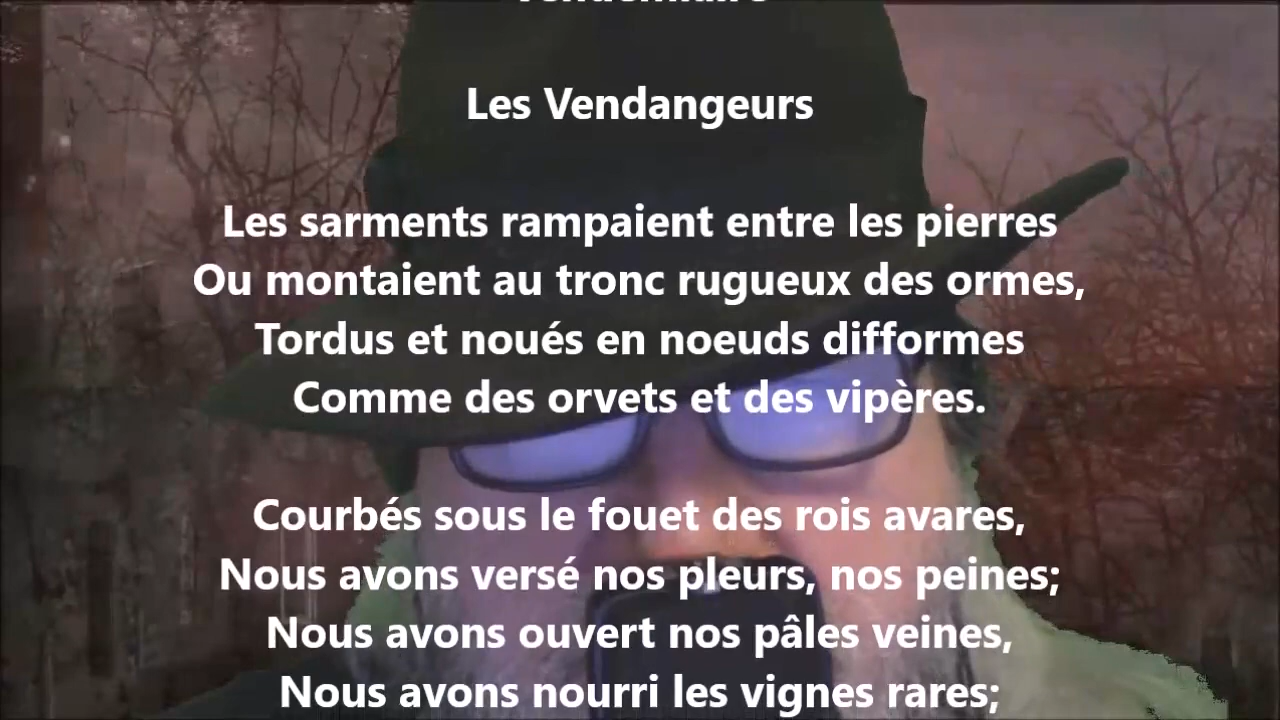 Les Vendangeurs
Les sarments rampaient entre les pierres
Ou montaient au tronc rugueux des ormes,
Tordus et noués en noeuds difformes
Comme des orvets et des vipères.
Courbés sous le fouet des rois avares,
Nous avons versé nos pleurs, nos peines;
Nous avons ouvert nos pâles veines,
Nous avons nourri les vignes rares;